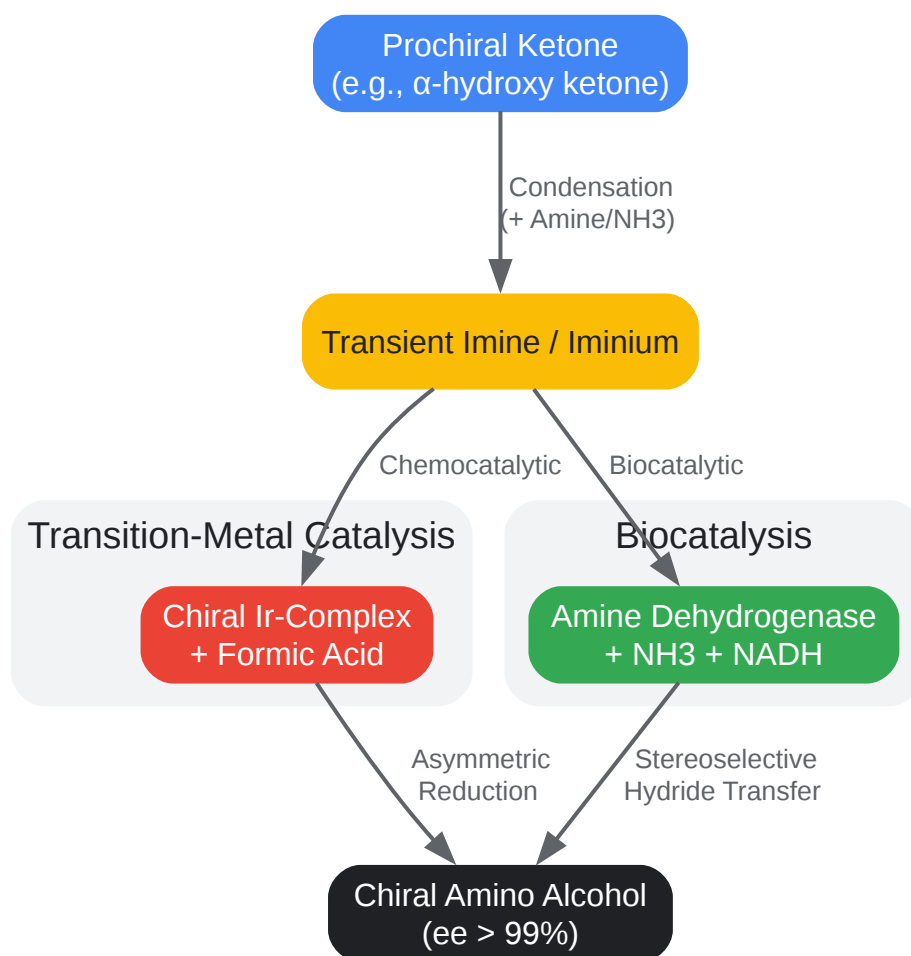 Prochiral Ketone
(e.g., α-hydroxy ketone)
Condensation
(+ Amine/NH3)
Transient Imine / Iminium
Chemocatalytic
Biocatalytic
Transition-Metal Catalysis
Biocatalysis
Chiral Ir-Complex
+ Formic Acid
Amine Dehydrogenase
+ NH3 + NADH
Asymmetric
Reduction
Stereoselective
Hydride Transfer
Chiral Amino Alcohol
(ee > 99%)